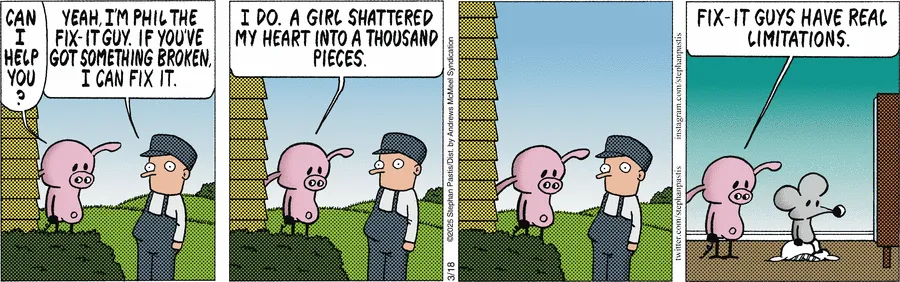 CAN
I
HELP
YOU
?
YEAH, I'M PHIL THE
FIX-IT GUY. IF YOU'VE
GOT SOMETHING BROKEN,
I CAN FIX IT.
I DO. A GIRL SHATTERED
MY HEART INTO A THOUSAND
PIECES.
©2025 Stephan Pastis/Dist. by Andrews McMeel Syndication
3/18
instagram.com/stephanpastis
twitter.com/stephanpastis
FIX-IT GUYS HAVE REAL
LIMITATIONS.